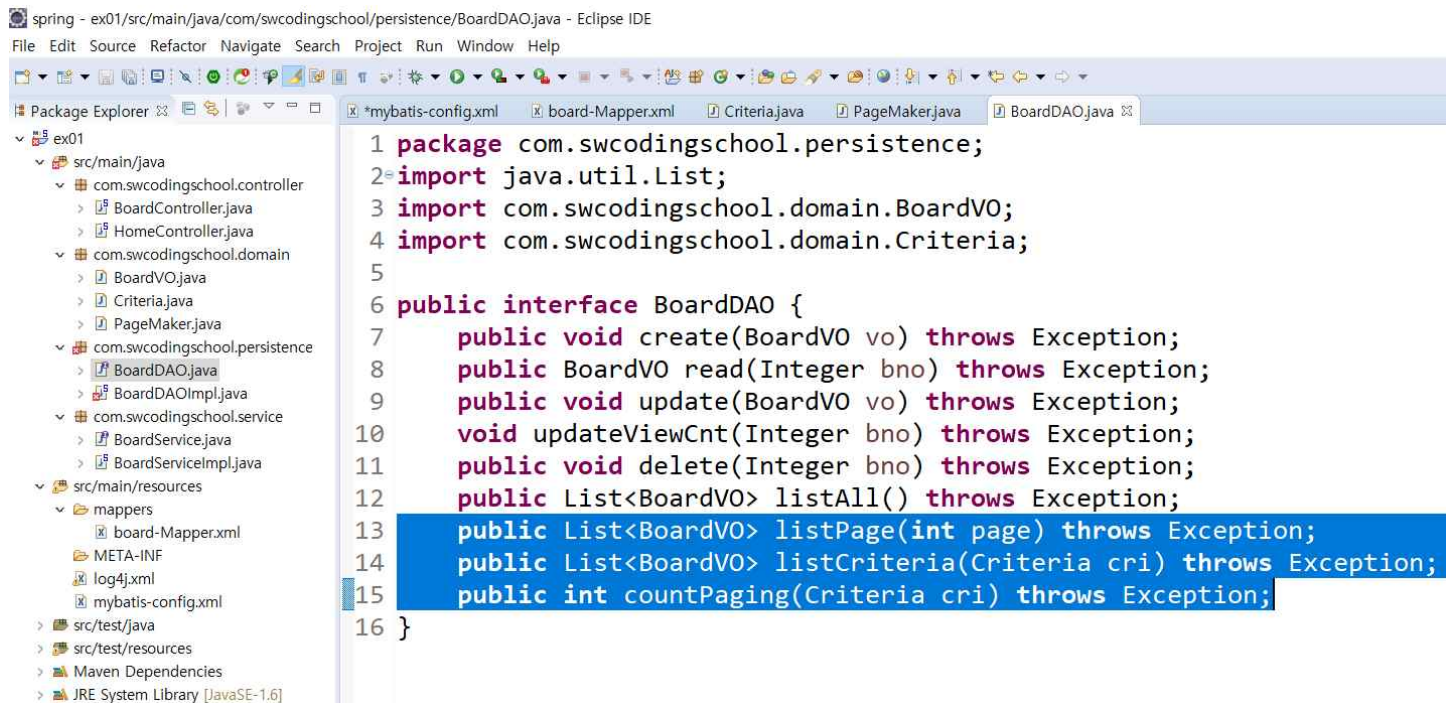 spring - ex01/src/main/java/com/swcodingschool/persistence/BoardDAO.java - Eclipse IDE
File Edit Source Refactor Navigate Search Project Run Window Help
Package Explorer
*mybatis-config.xml board-Mapper.xml Criteria.java PageMaker.java BoardDAO.java
ex01
src/main/java
com.swcodingschool.controller
BoardController.java
HomeController.java
com.swcodingschool.domain
BoardVO.java
Criteria.java
PageMaker.java
com.swcodingschool.persistence
BoardDAO.java
BoardDAOImpl.java
com.swcodingschool.service
BoardService.java
BoardServiceImpl.java
src/main/resources
mappers
board-Mapper.xml
META-INF
log4j.xml
mybatis-config.xml
src/test/java
src/test/resources
Maven Dependencies
JRE System Library [JavaSE-1.6]
1 package com.swcodingschool.persistence;
2 import java.util.List;
3 import com.swcodingschool.domain.BoardVO;
4 import com.swcodingschool.domain.Criteria;
5
6 public interface BoardDAO {
7 public void create(BoardVO vo) throws Exception;
8 public BoardVO read(Integer bno) throws Exception;
9 public void update(BoardVO vo) throws Exception;
10 void updateViewCnt(Integer bno) throws Exception;
11 public void delete(Integer bno) throws Exception;
12 public List<BoardVO> listAll() throws Exception;
13 public List<BoardVO> listPage(int page) throws Exception;
14 public List<BoardVO> listCriteria(Criteria cri) throws Exception;
15 public int countPaging(Criteria cri) throws Exception;
16 }